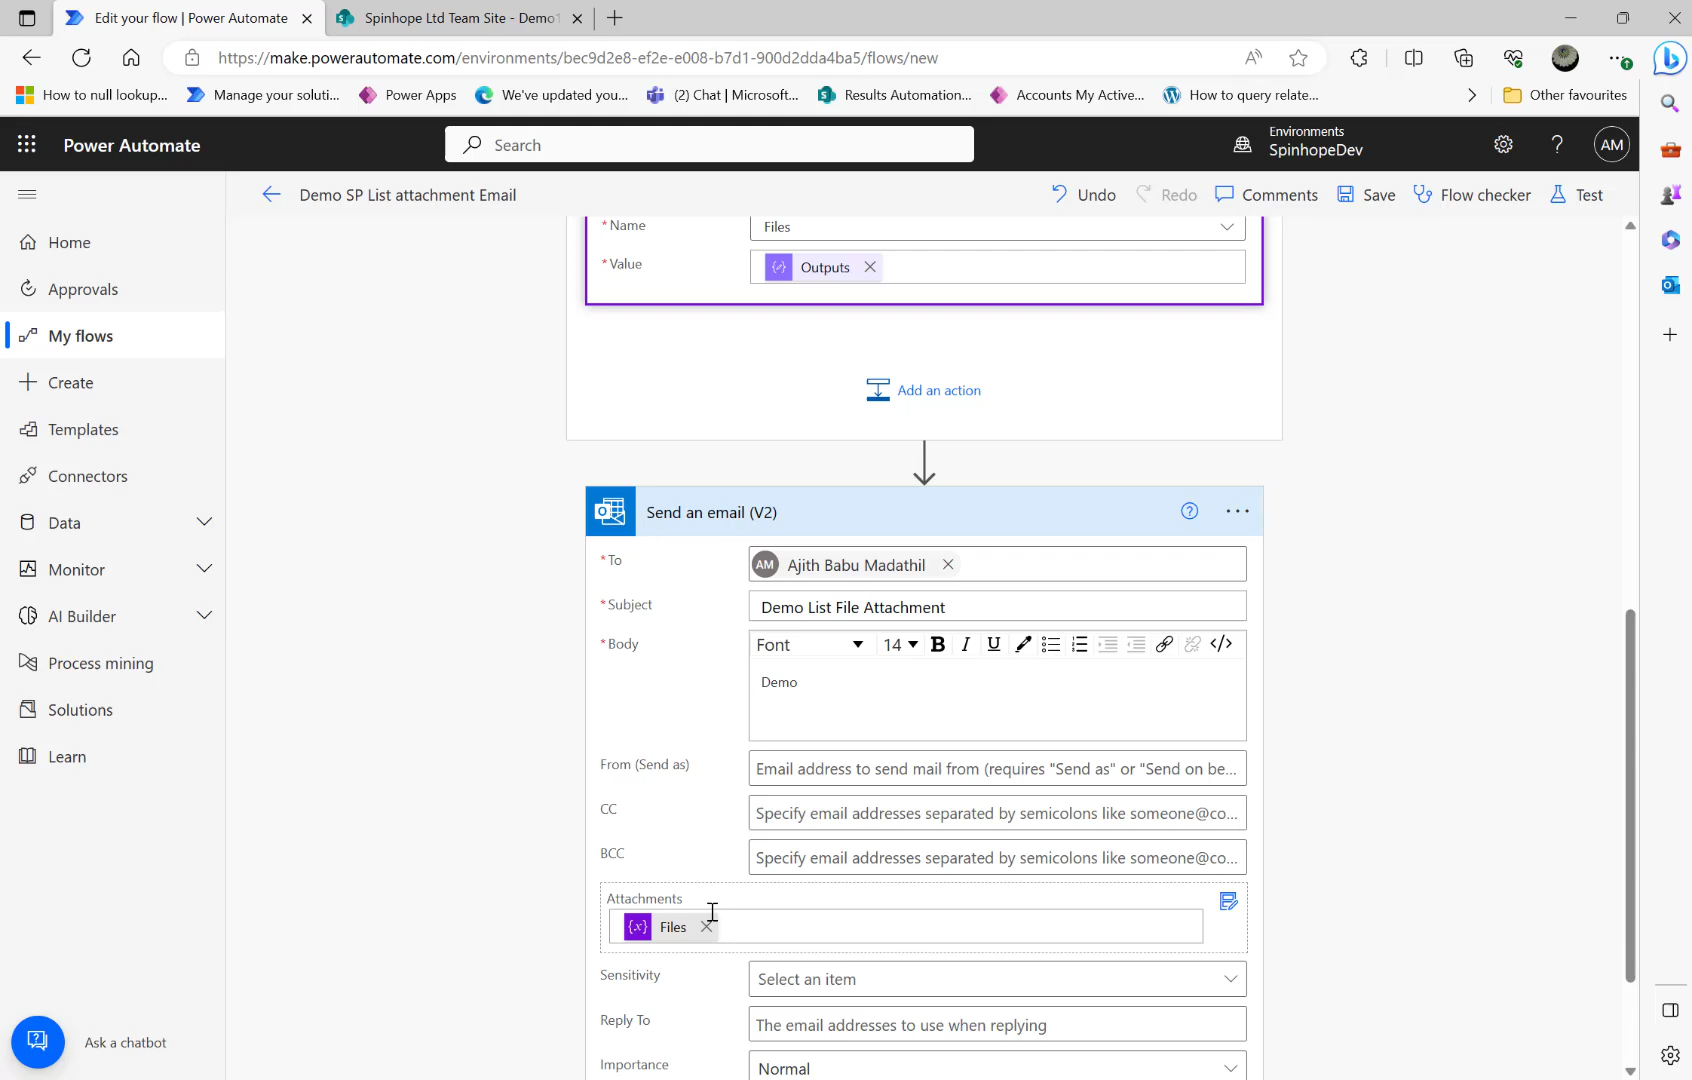 Edit your flow | Power Automate
Spinhope Ltd Team Site - Demo1
https://make.powerautomate.com/environments/bec9d2e8-ef2e-e008-b7d1-900d2dda4ba5/flows/new
How to null lookup...
Manage your soluti...
Power Apps
We've updated you...
(2) Chat | Microsoft...
Results Automation...
Accounts My Active...
How to query relate...
Other favourites
Power Automate
Search
Environments
SpinhopeDev
AM
Demo SP List attachment Email
Undo
Redo
Comments
Save
Flow checker
Test
Home
Approvals
My flows
Create
Templates
Connectors
Data
Monitor
AI Builder
Process mining
Solutions
Learn
Ask a chatbot
* Name
Files
* Value
Outputs
Add an action
Send an email (V2)
* To
AM Ajith Babu Madathil
* Subject
Demo List File Attachment
* Body
Font
14
B I U </>
Demo
From (Send as)
Email address to send mail from (requires "Send as" or "Send on be...
CC
Specify email addresses separated by semicolons like someone@co...
BCC
Specify email addresses separated by semicolons like someone@co...
Attachments
{x} Files
Sensitivity
Select an item
Reply To
The email addresses to use when replying
Importance
Normal